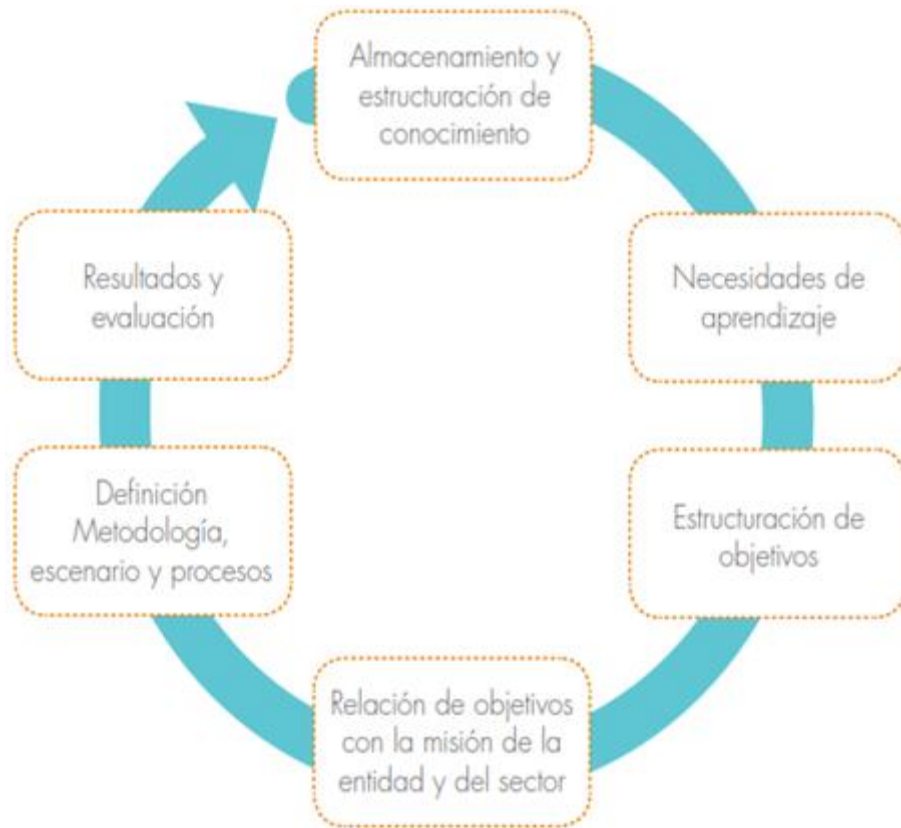 Almacenamiento y
estructuración de
conocimiento
Necesidades de
aprendizaje
Estructuración de
objetivos
Relación de objetivos
con la misión de la
entidad y del sector
Definición
Metodología,
escenario y procesos
Resultados y
evaluación